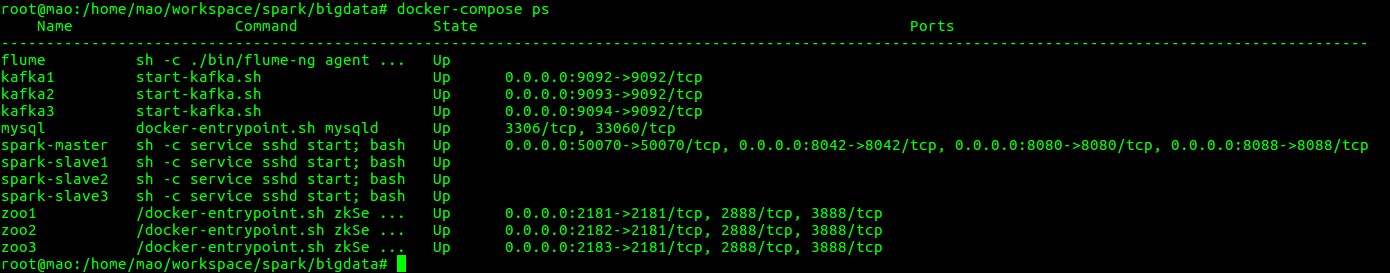 root@mao:/home/mao/workspace/spark/bigdata# docker-compose ps
Name Command State Ports
--------------------------------------------------------------------------------------------------------------------------------------------------------
flume sh -c ./bin/flume-ng agent ... Up
kafka1 start-kafka.sh Up 0.0.0.0:9092->9092/tcp
kafka2 start-kafka.sh Up 0.0.0.0:9093->9092/tcp
kafka3 start-kafka.sh Up 0.0.0.0:9094->9092/tcp
mysql docker-entrypoint.sh mysqld Up 3306/tcp, 33060/tcp
spark-master sh -c service sshd start; bash Up 0.0.0.0:50070->50070/tcp, 0.0.0.0:8042->8042/tcp, 0.0.0.0:8080->8080/tcp, 0.0.0.0:8088->8088/tcp
spark-slave1 sh -c service sshd start; bash Up
spark-slave2 sh -c service sshd start; bash Up
spark-slave3 sh -c service sshd start; bash Up
zoo1 /docker-entrypoint.sh zkSe ... Up 0.0.0.0:2181->2181/tcp, 2888/tcp, 3888/tcp
zoo2 /docker-entrypoint.sh zkSe ... Up 0.0.0.0:2182->2181/tcp, 2888/tcp, 3888/tcp
zoo3 /docker-entrypoint.sh zkSe ... Up 0.0.0.0:2183->2181/tcp, 2888/tcp, 3888/tcp
root@mao:/home/mao/workspace/spark/bigdata#